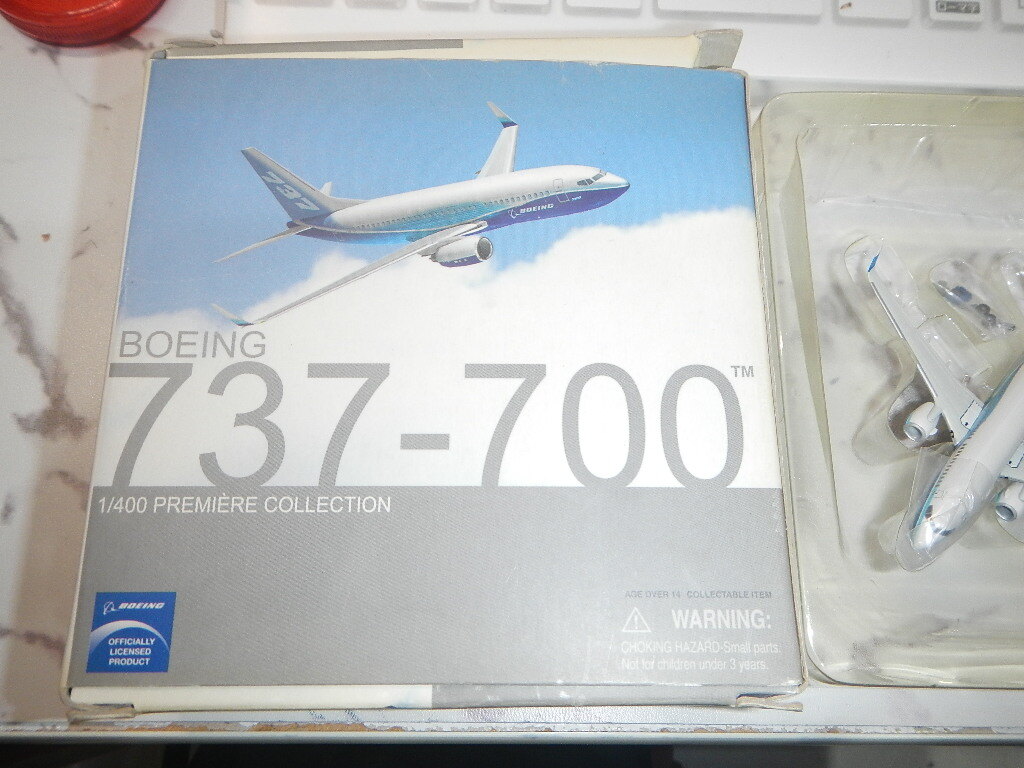 737
BOEING
BOEING
737-700™
1/400 PREMIÈRE COLLECTION
BOEING
OFFICIALLY
LICENSED
PRODUCT
AGE OVER 14 COLLECTABLE ITEM
WARNING:
CHOKING HAZARD-Small parts.
Not for children under 3 years.